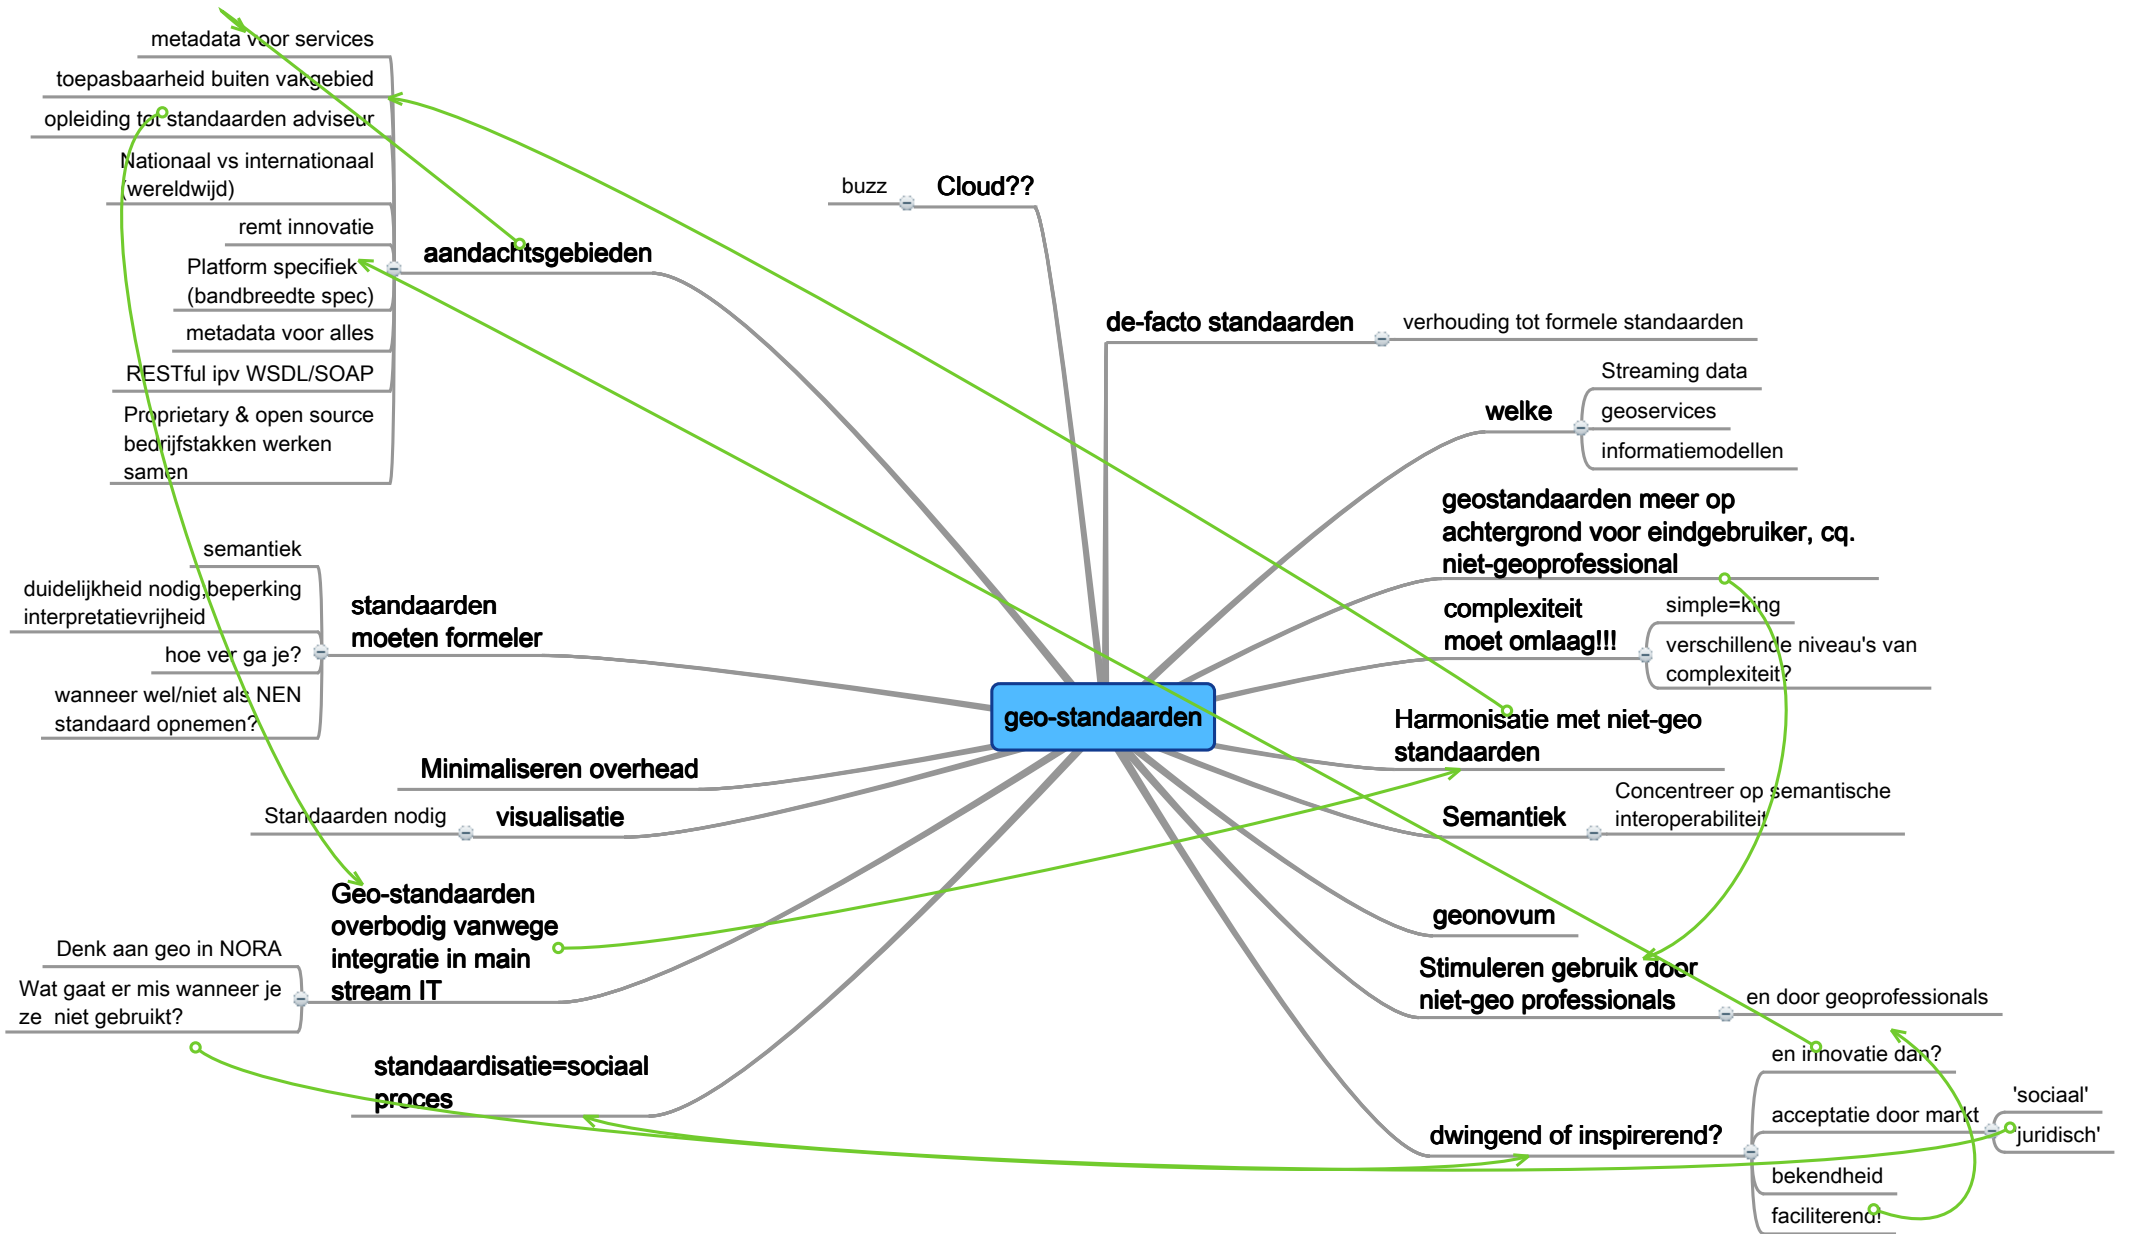 metadata voor services
toepasbaarheid buiten vakgebied
opleiding tot standaarden adviseur
Nationaal vs internationaal
(wereldwijd)
remt innovatie
Platform specifiek
(bandbreedte spec)
metadata voor alles
RESTful ipv WSDL/SOAP
Proprietary & open source
bedrijfstakken werken
samen
aandachtsgebieden
buzz
Cloud??
de-facto standaarden
verhouding tot formele standaarden
welke
Streaming data
geoservices
informatiemodellen
geostandaarden meer op
achtergrond voor eindgebruiker, cq.
niet-geoprofessional
complexiteit
moet omlaag!!!
simple=king
verschillende niveau's van
complexiteit?
semantiek
duidelijkheid nodig,beperking
interpretatievrijheid
hoe ver ga je?
wanneer wel/niet als NEN
standaard opnemen?
standaarden
moeten formeler
geo-standaarden
Harmonisatie met niet-geo
standaarden
Minimaliseren overhead
Standaarden nodig
visualisatie
Semantiek
Concentreer op semantische
interoperabiliteit
Geo-standaarden
overbodig vanwege
integratie in main
stream IT
Denk aan geo in NORA
Wat gaat er mis wanneer je
ze  niet gebruikt?
geonovum
Stimuleren gebruik door
niet-geo professionals
en door geoprofessionals
standaardisatie=sociaal
proces
dwingend of inspirerend?
en innovatie dan?
acceptatie door markt
'sociaal'
'juridisch'
bekendheid
faciliterend!